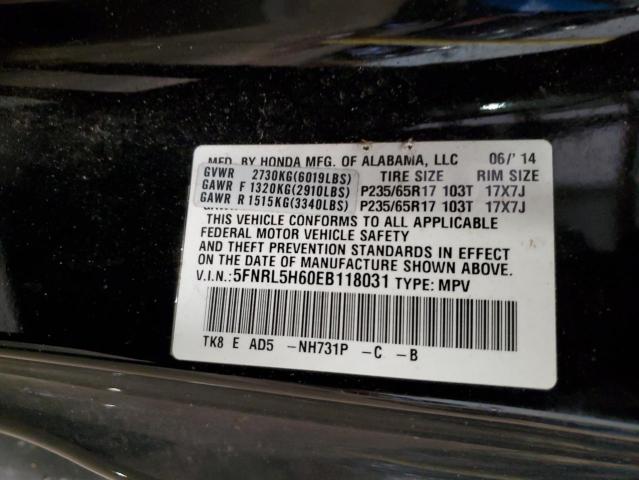 MFD. BY HONDA MFG. OF ALABAMA, LLC 06/'14
GVWR 2730KG(6019LBS) TIRE SIZE RIM SIZE
GAWR F 1320KG(2910LBS) P235/65R17 103T 17X7J
GAWR R 1515KG(3340LBS) P235/65R17 103T 17X7J
THIS VEHICLE CONFORMS TO ALL APPLICABLE
FEDERAL MOTOR VEHICLE SAFETY
AND THEFT PREVENTION STANDARDS IN EFFECT
ON THE DATE OF MANUFACTURE SHOWN ABOVE.
V.I.N.:5FNRL5H60EB118031 TYPE: MPV
TK8 E AD5 -NH731P -C -B